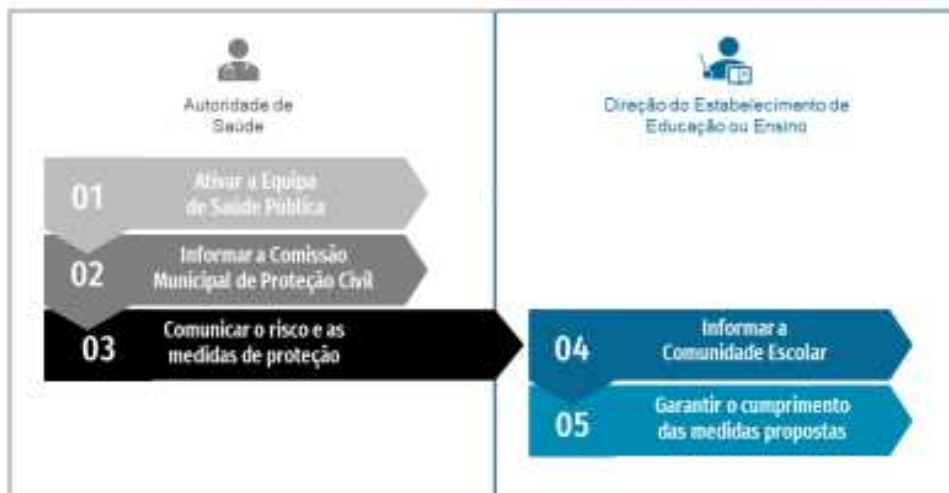 Autoridade de
Saúde
Direção do Estabelecimento de
Educação ou Ensino
01
Ativar a Equipa
de Saúde Pública
02
Informar a Comissão
Municipal de Proteção Civil
03
Comunicar o risco e as
medidas de proteção
04
Informar a
Comunidade Escolar
05
Garantir o cumprimento
das medidas propostas